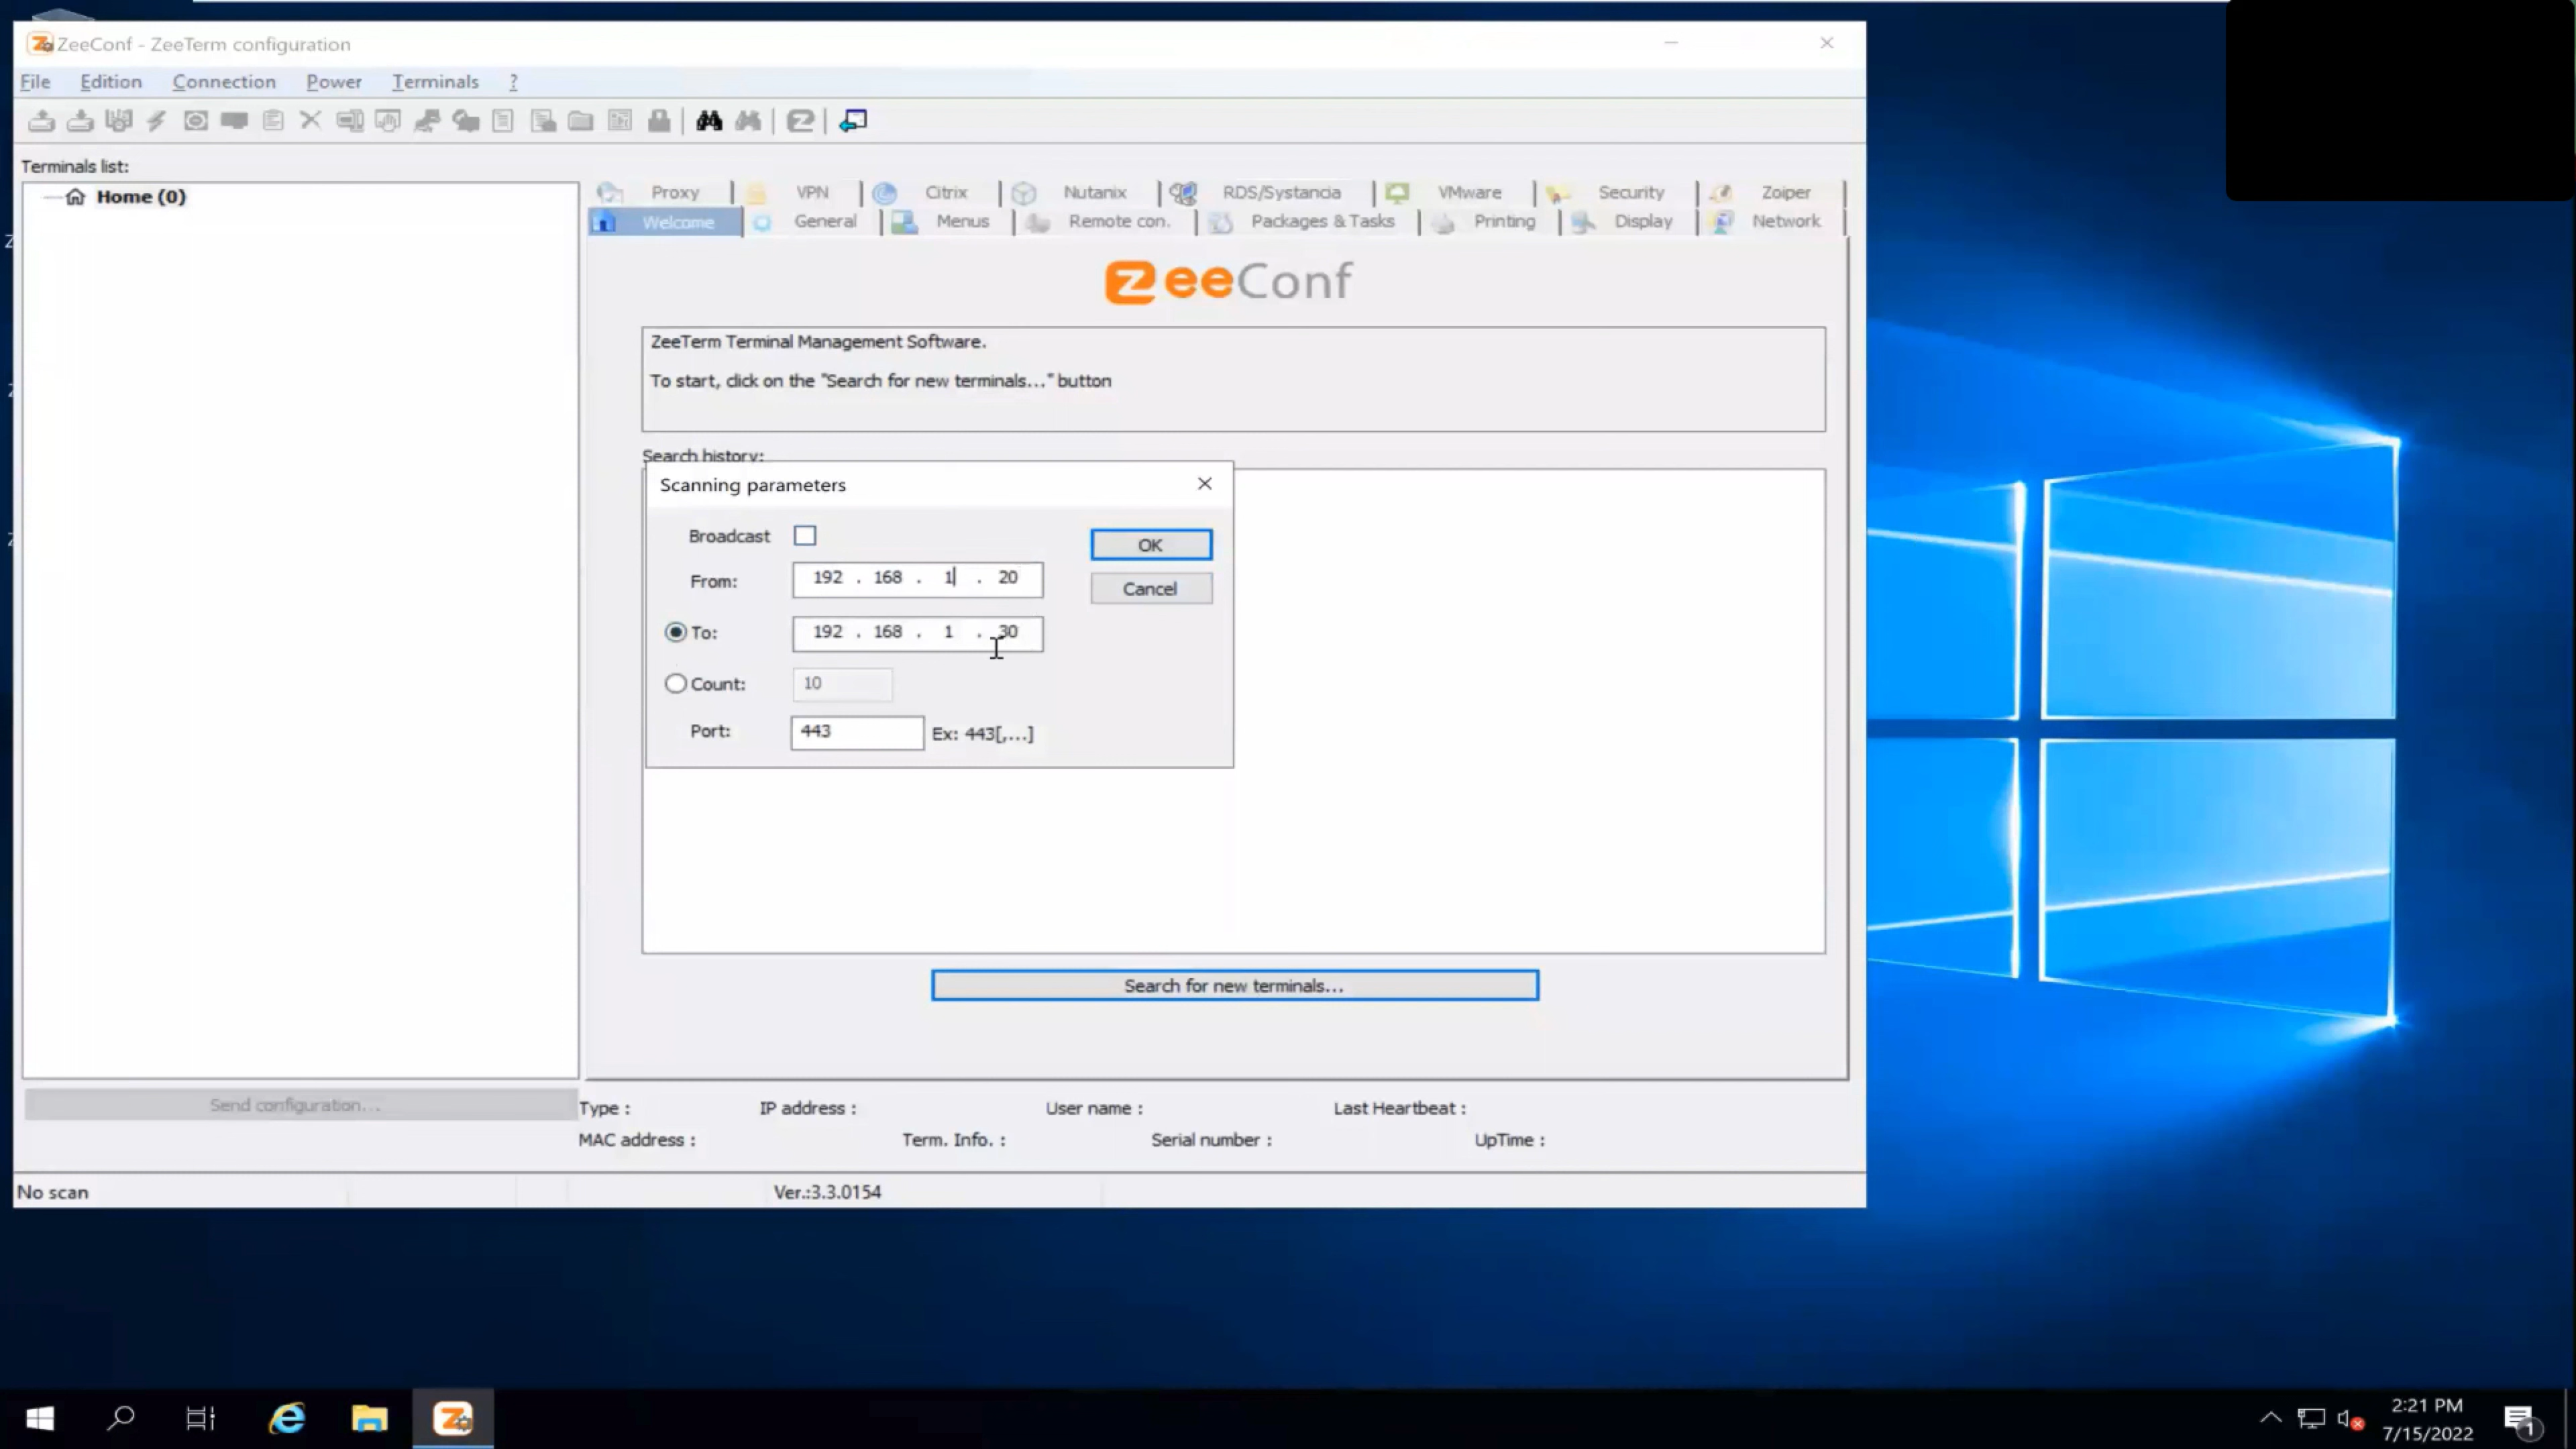 ZeeConf - ZeeTerm configuration
File Edition Connection Power Terminals ?
Terminals list:
Home (0)
Proxy VPN Citrix Nutanix RDS/Systancia VMware Security Zoiper
Welcome General Menus Remote con. Packages & Tasks Printing Display Network
zeeConf
ZeeTerm Terminal Management Software.
To start, click on the "Search for new terminals..." button
Search history:
Scanning parameters
Broadcast
OK
From: 192 . 168 . 1 . 20
Cancel
To: 192 . 168 . 1 . 30
Count: 10
Port: 443 Ex: 443[,...]
Search for new terminals...
Send configuration...
Type : IP address : User name : Last Heartbeat :
MAC address : Term. Info. : Serial number : UpTime :
No scan Ver.:3.3.0154
2:21 PM
7/15/2022
1